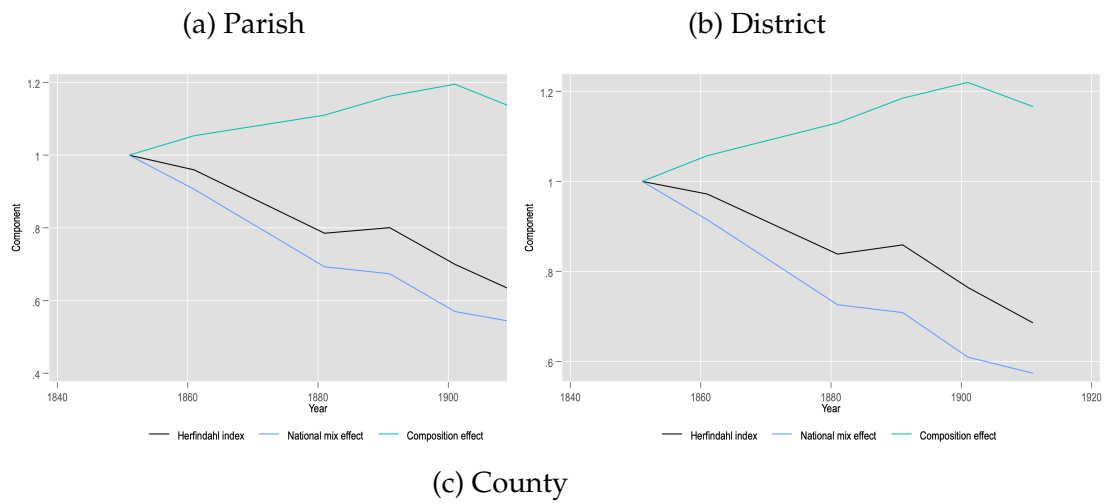 (a) Parish
(b) District
1.2
1
.8
.6
.4
Component
1840
1860
1880
1900
Year
Herfindahl index National mix effect Composition effect
1.2
1
.8
.6
Component
1840
1860
1880
1900
1920
Year
Herfindahl index National mix effect Composition effect
(c) County